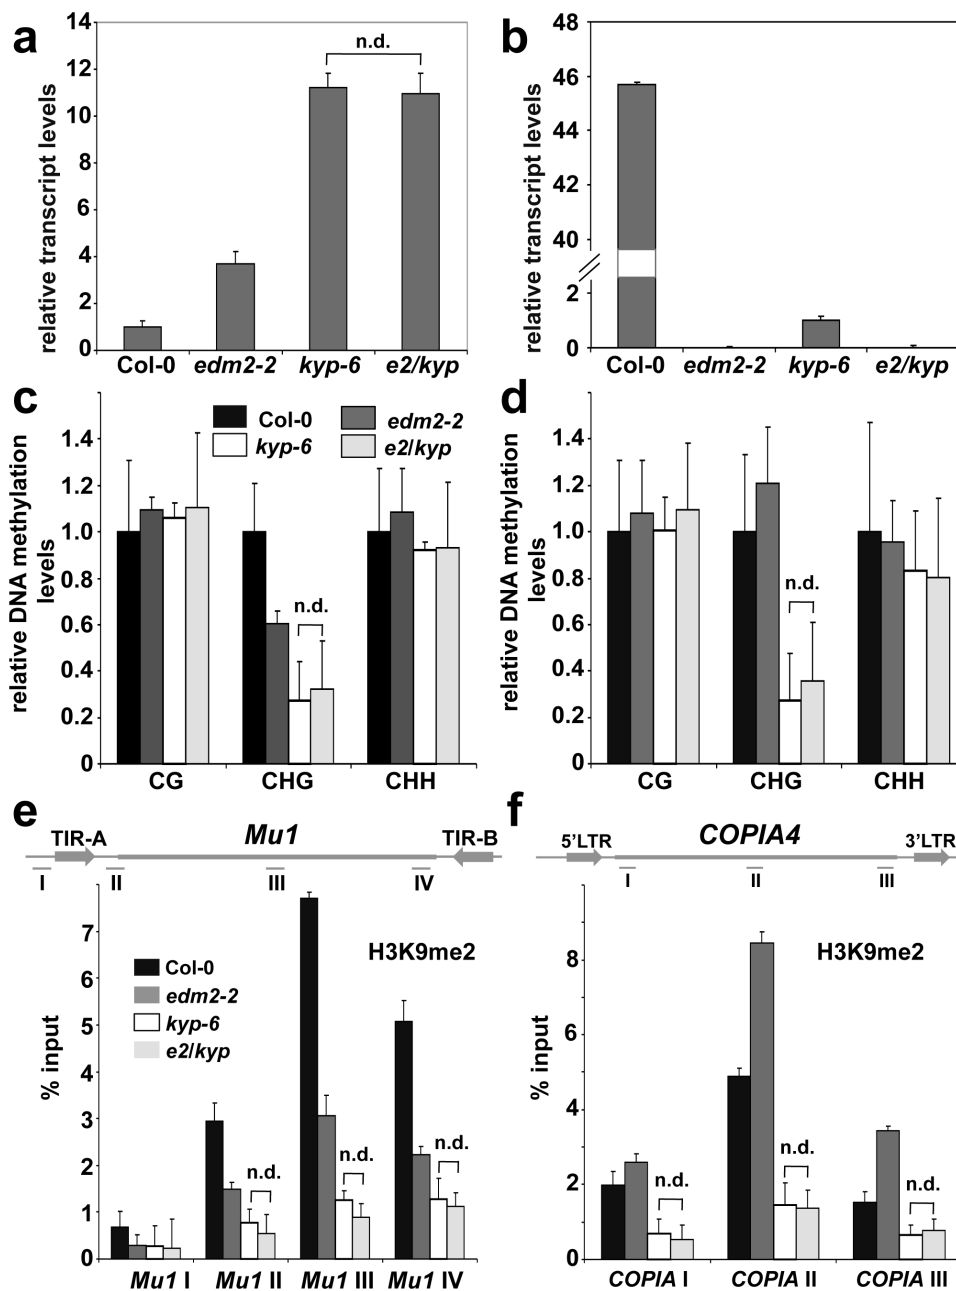 a
relative transcript levels
14
12
10
8
6
4
2
0
n.d.
Col-0 edm2-2 kyp-6 e2/kyp
b
relative transcript levels
48
46
44
42
40
2
0
Col-0 edm2-2 kyp-6 e2/kyp
c
relative DNA methylation levels
1.4
1.2
1.0
0.8
0.6
0.4
0.2
0
Col-0 edm2-2
kyp-6 e2/kyp
n.d.
CG CHG CHH
d
relative DNA methylation levels
1.4
1.2
1.0
0.8
0.6
0.4
0.2
0
n.d.
CG CHG CHH
e
TIR-A Mu1 TIR-B
I II III IV
% input
7
6
5
4
3
2
1
0
H3K9me2
Col-0
edm2-2
kyp-6
e2/kyp
n.d. n.d. n.d.
Mu1 I Mu1 II Mu1 III Mu1 IV
f
5'LTR COPIA4 3'LTR
I II III
% input
8
6
4
2
0
H3K9me2
n.d. n.d. n.d.
COPIA I COPIA II COPIA III